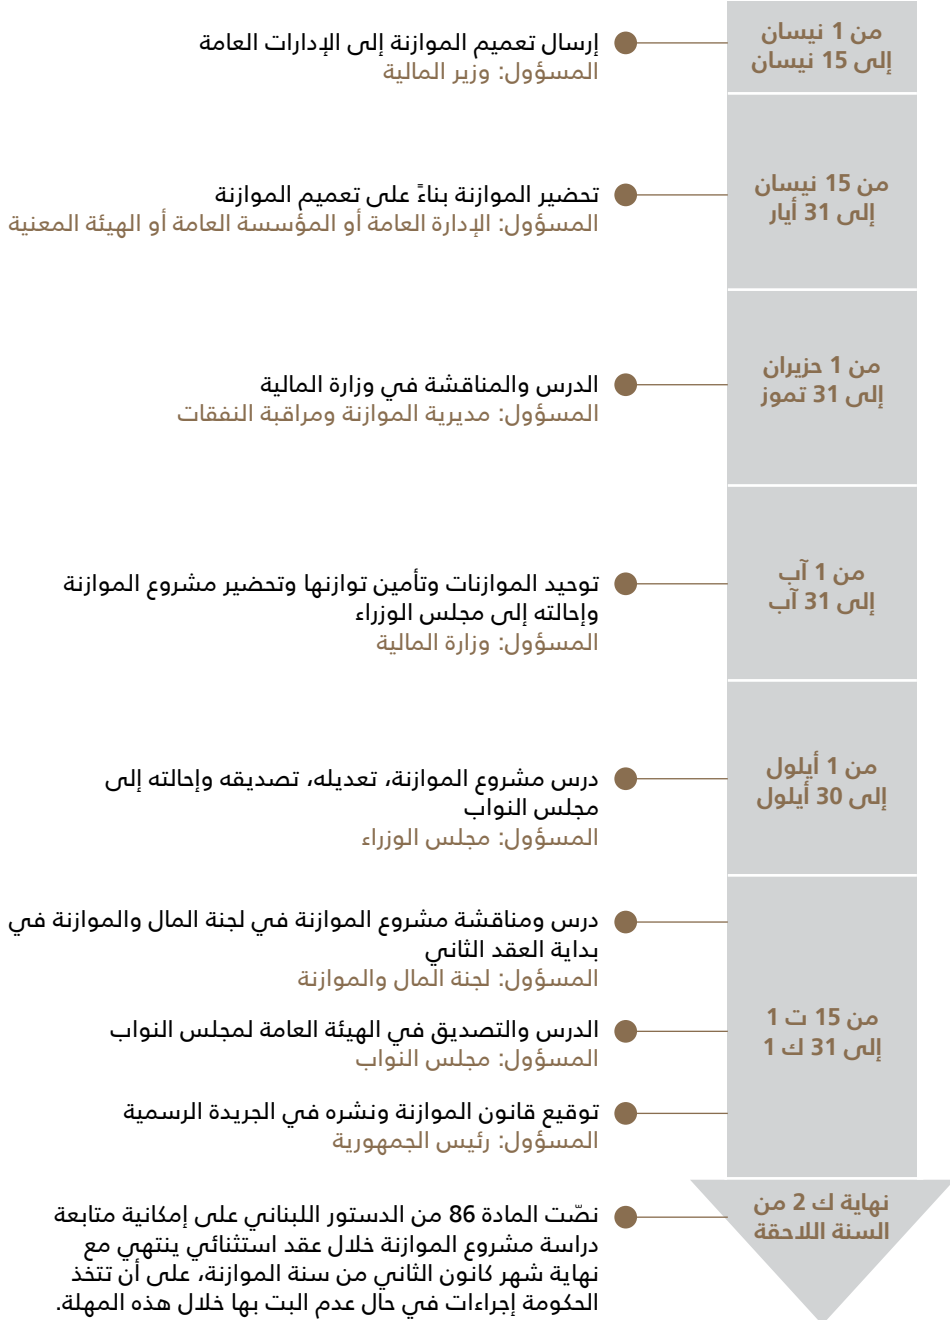 من 1 نيسان
إلى 15 نيسان
إرسال تعميم الموازنة إلى الإدارات العامة
المسؤول: وزير المالية
من 15 نيسان
إلى 31 أيار
تحضير الموازنة بناءً على تعميم الموازنة
المسؤول: الإدارة العامة أو المؤسسة العامة أو الهيئة المعنية
من 1 حزيران
إلى 31 تموز
الدرس والمناقشة في وزارة المالية
المسؤول: مديرية الموازنة ومراقبة النفقات
من 1 آب
إلى 31 آب
توحيد الموازنات وتأمين توازنها وتحضير مشروع الموازنة
وإحالته إلى مجلس الوزراء
المسؤول: وزارة المالية
من 1 أيلول
إلى 30 أيلول
درس مشروع الموازنة، تعديله، تصديقه وإحالته إلى
مجلس النواب
المسؤول: مجلس الوزراء
من 15 ت 1
إلى 31 ك 1
درس ومناقشة مشروع الموازنة في لجنة المال والموازنة في
بداية العقد الثاني
المسؤول: لجنة المال والموازنة
الدرس والتصديق في الهيئة العامة لمجلس النواب
المسؤول: مجلس النواب
توقيع قانون الموازنة ونشره في الجريدة الرسمية
المسؤول: رئيس الجمهورية
نهاية ك 2 من
السنة اللاحقة
نصّت المادة 86 من الدستور اللبناني على إمكانية متابعة
دراسة مشروع الموازنة خلال عقد استثنائي ينتهي مع
نهاية شهر كانون الثاني من سنة الموازنة، على أن تتخذ
الحكومة إجراءات في حال عدم البت بها خلال هذه المهلة.